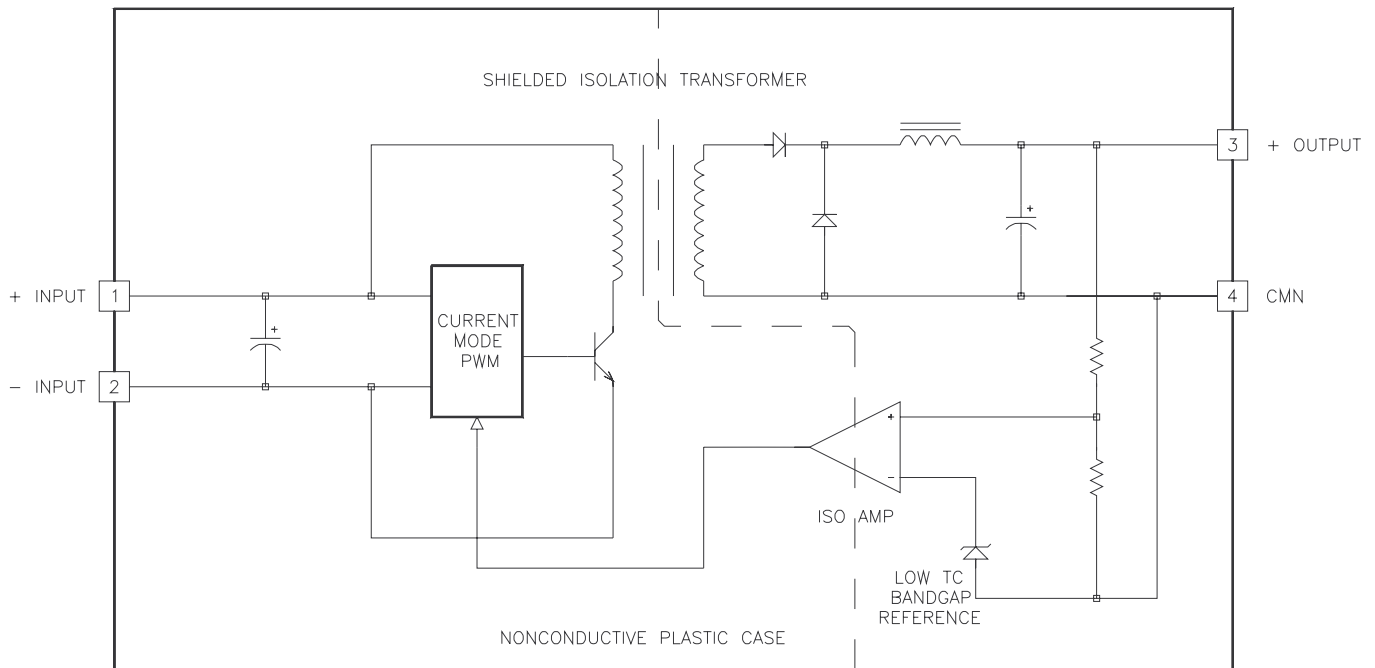 SHIELDED ISOLATION TRANSFORMER
3 + OUTPUT
+ INPUT 1
4 CMN
+
+
CURRENT
MODE
PWM
- INPUT 2
+
-
ISO AMP
LOW TC
BANDGAP
REFERENCE
NONCONDUCTIVE PLASTIC CASE